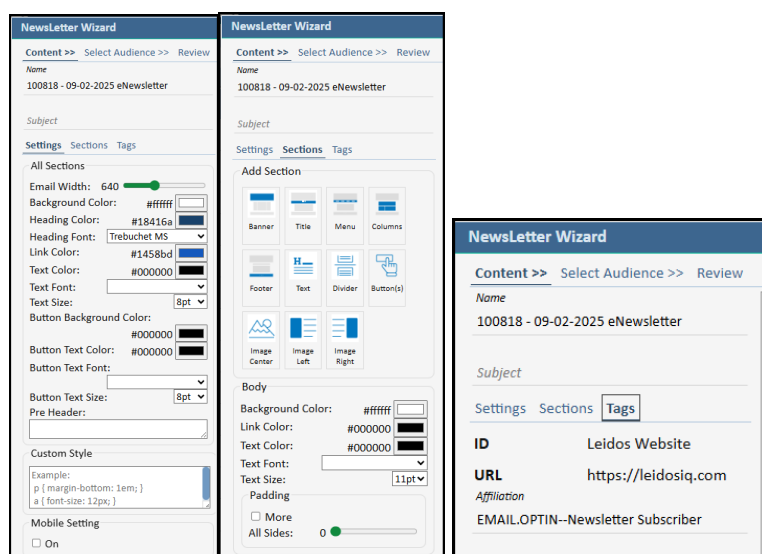 NewsLetter Wizard
Content >> Select Audience >> Review
Name
100818 - 09-02-2025 eNewsletter
Subject
Settings Sections Tags
All Sections
Email Width: 640
Background Color: #ffffff
Heading Color: #18416a
Heading Font: Trebuchet MS
Link Color: #1458bd
Text Color: #000000
Text Font:
Text Size: 8pt
Button Background Color:
#000000
Button Text Color: #000000
Button Text Font:
Button Text Size: 8pt
Pre Header:
Custom Style
Example:
p { margin-bottom: 1em; }
a { font-size: 12px; }
Mobile Setting
On
NewsLetter Wizard
Content >> Select Audience >> Review
Name
100818 - 09-02-2025 eNewsletter
Subject
Settings Sections Tags
Add Section
Banner Title Menu Columns
Footer Text Divider Button(s)
Image Center Image Left Image Right
Body
Background Color: #ffffff
Link Color: #000000
Text Color: #000000
Text Font:
Text Size: 11pt
Padding
More
All Sides: 0
NewsLetter Wizard
Content >> Select Audience >> Review
Name
100818 - 09-02-2025 eNewsletter
Subject
Settings Sections Tags
ID Leidos Website
URL https://leidosiq.com
Affiliation
EMAIL.OPTIN--Newsletter Subscriber